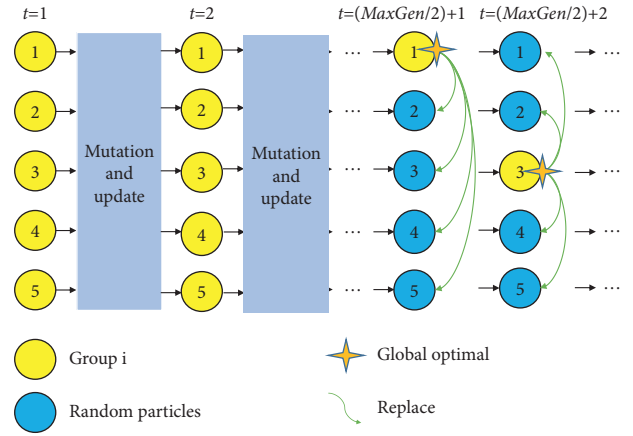 t=1 t=2 t=(MaxGen/2)+1 t=(MaxGen/2)+2
1 1 ... 1 1 ...
2 2 ... 2 2 ...
Mutation and update
Mutation and update
3 3 ... 3 3 ...
4 4 ... 4 4 ...
5 5 ... 5 5 ...
Group i
Global optimal
Random particles
Replace